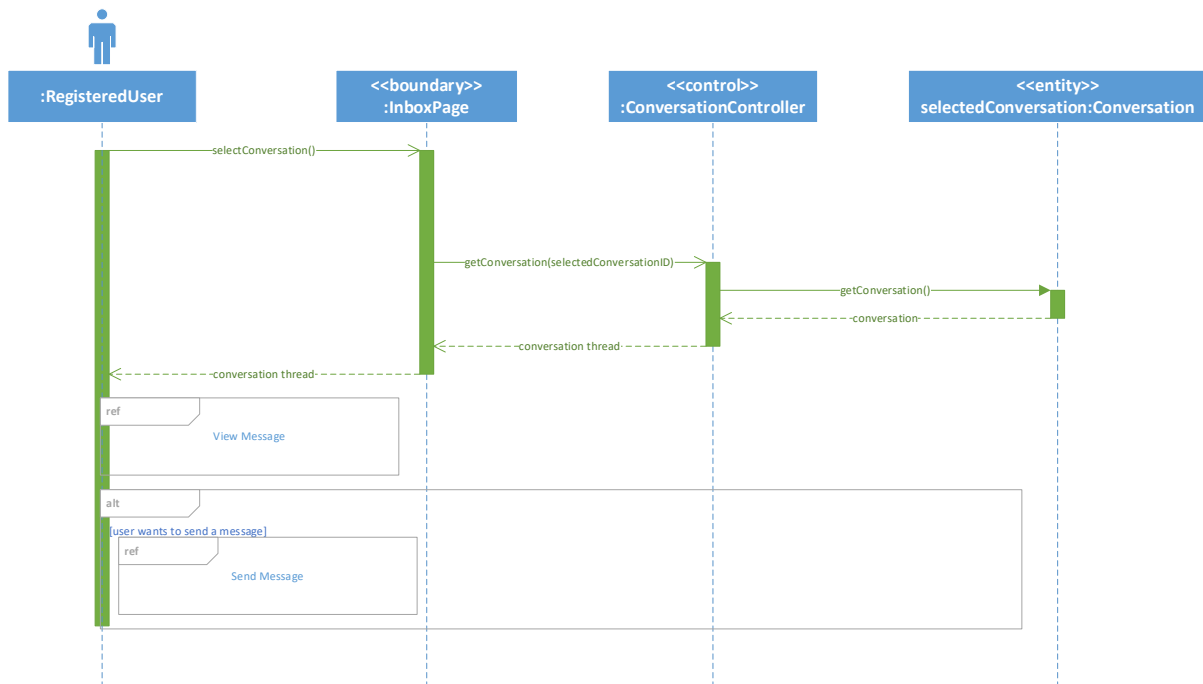 :RegisteredUser
<<boundary>>
:InboxPage
<<control>>
:ConversationController
<<entity>>
selectedConversation:Conversation
selectConversation()
getConversation(selectedConversationID)
getConversation()
conversation
conversation thread
conversation thread
ref
View Message
alt
[user wants to send a message]
ref
Send Message